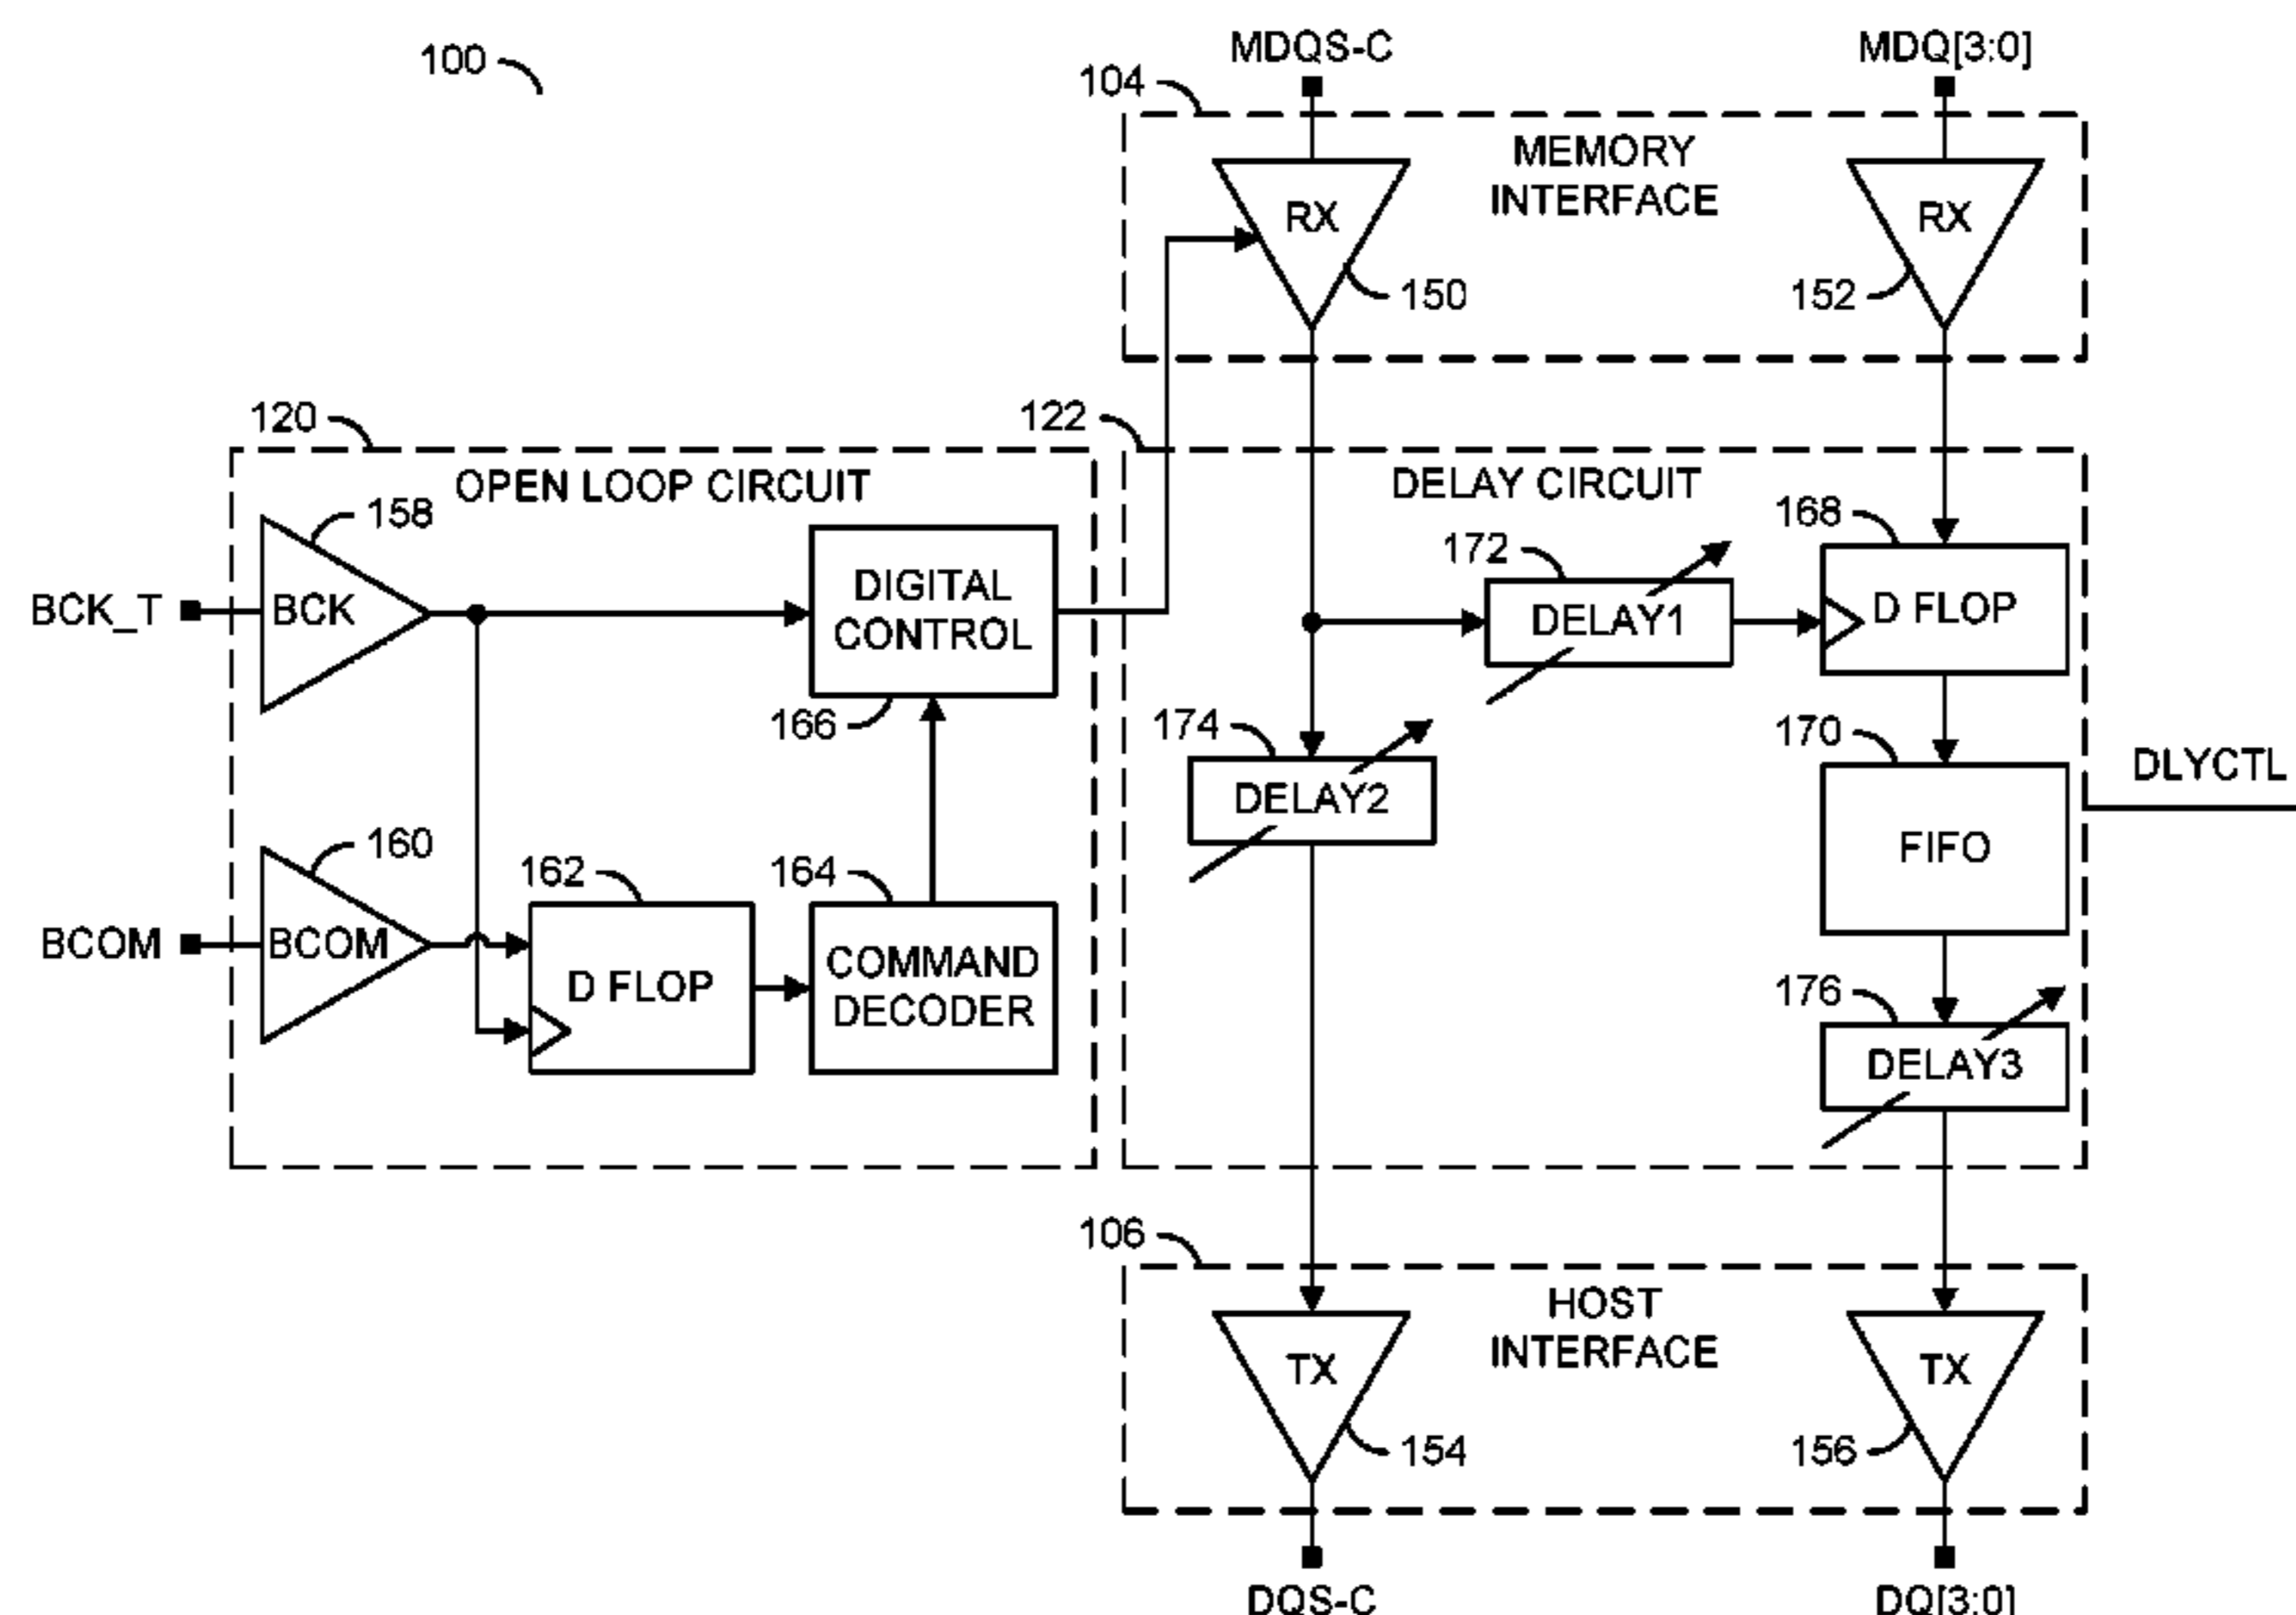 100
MDQS-C
MDQ[3:0]
104
MEMORY
INTERFACE
RX
RX
150
152
120
122
OPEN LOOP CIRCUIT
DELAY CIRCUIT
158
168
172
BCK_T
BCK
DIGITAL
CONTROL
DELAY1
D FLOP
166
174
170
DLYCTL
DELAY2
160
162
164
FIFO
BCOM
BCOM
D FLOP
COMMAND
DECODER
176
DELAY3
106
HOST
INTERFACE
TX
TX
154
156
DQS-C
DQ[3:0]